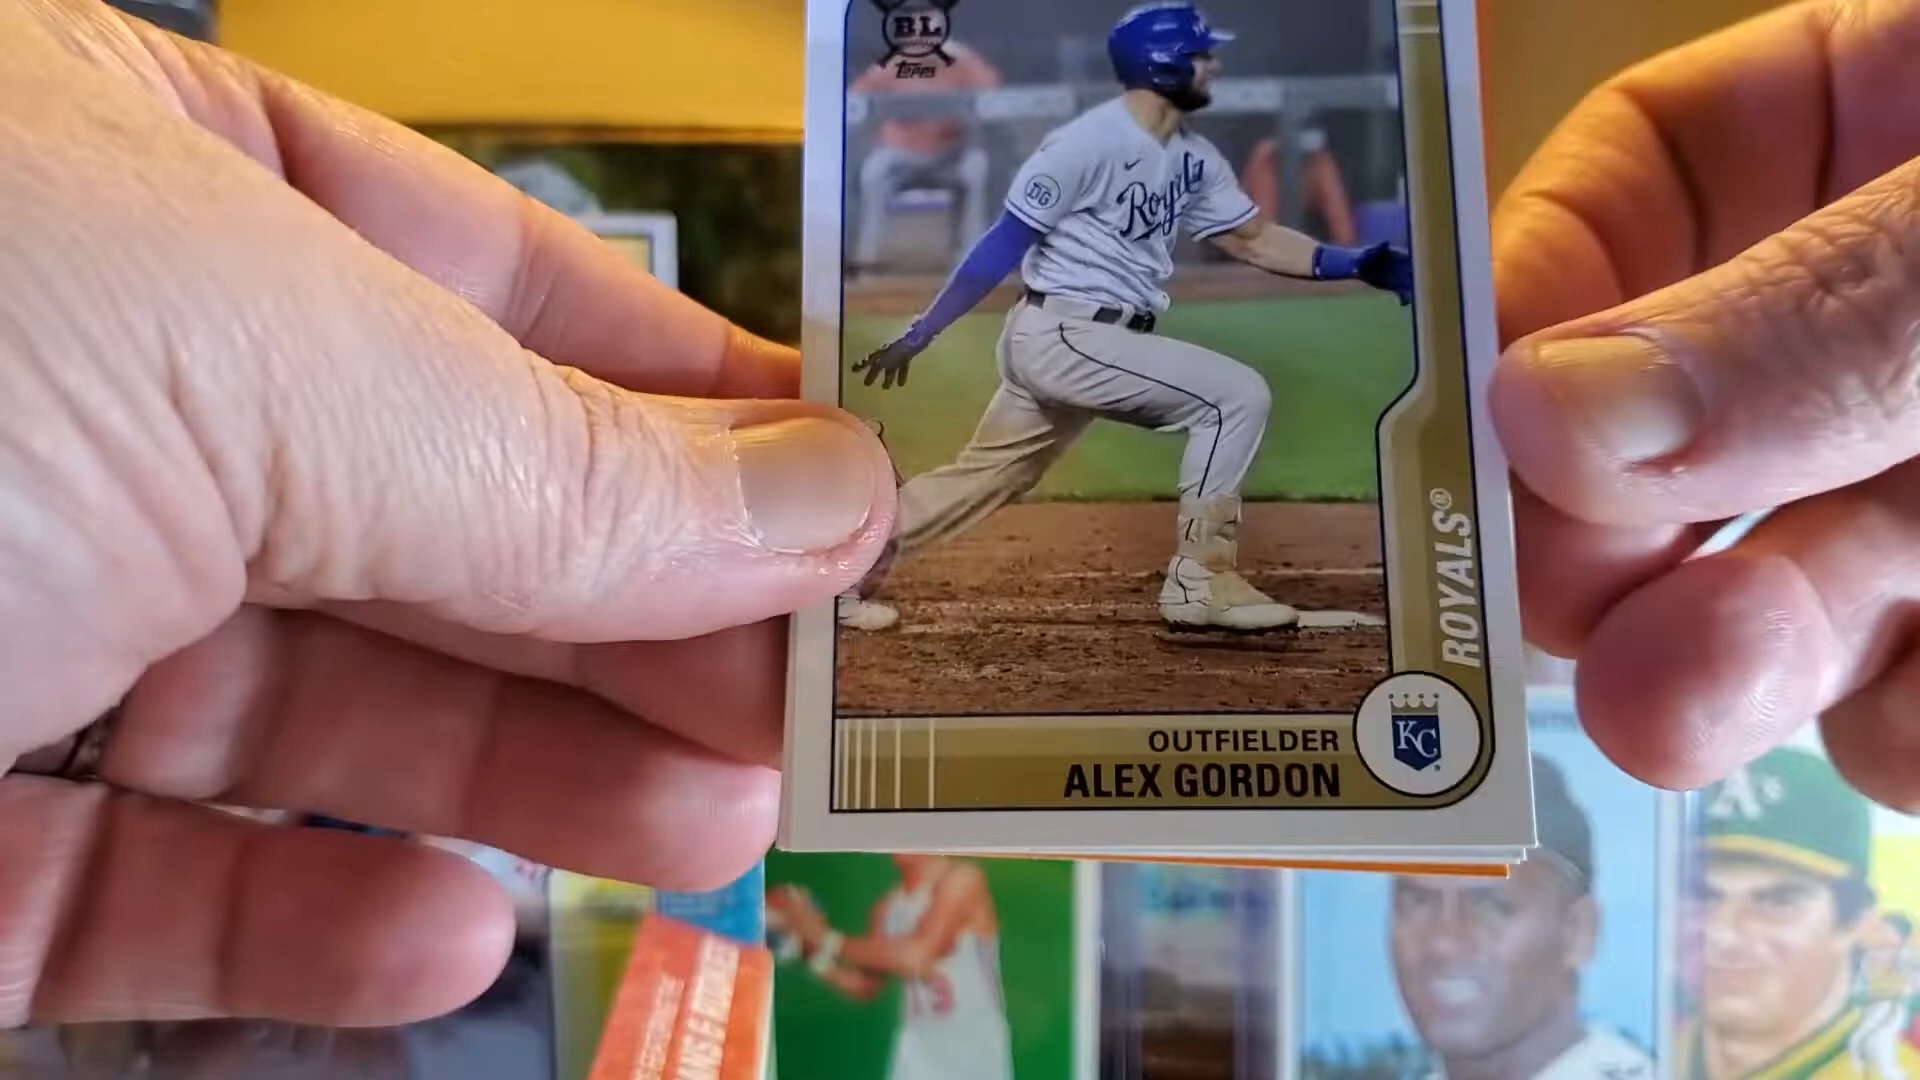 BL
Topps
DG
Royals
ROYALS®
OUTFIELDER
ALEX GORDON
KC
A's